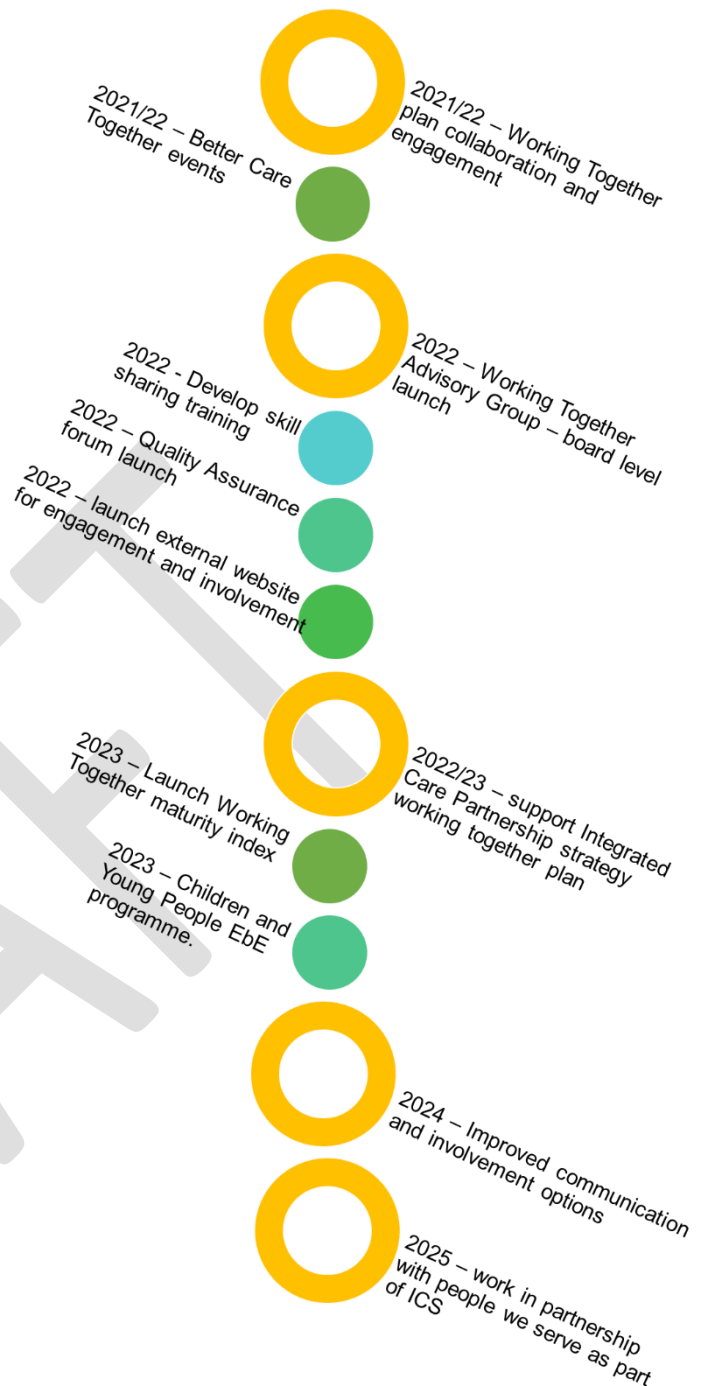 2021/22 – Working Together
plan collaboration and
engagement
2021/22 – Better Care
Together events
2022 – Working Together
Advisory Group – board level
launch
2022 - Develop skill
sharing training
2022 – Quality Assurance
forum launch
2022 – launch external website
for engagement and involvement
2022/23 – support Integrated
Care Partnership strategy
working together plan
2023 – Launch Working
Together maturity index
2023 – Children and
Young People EbE
programme.
2024 – Improved communication
and involvement options
2025 – work in partnership
with people we serve as part
of ICS